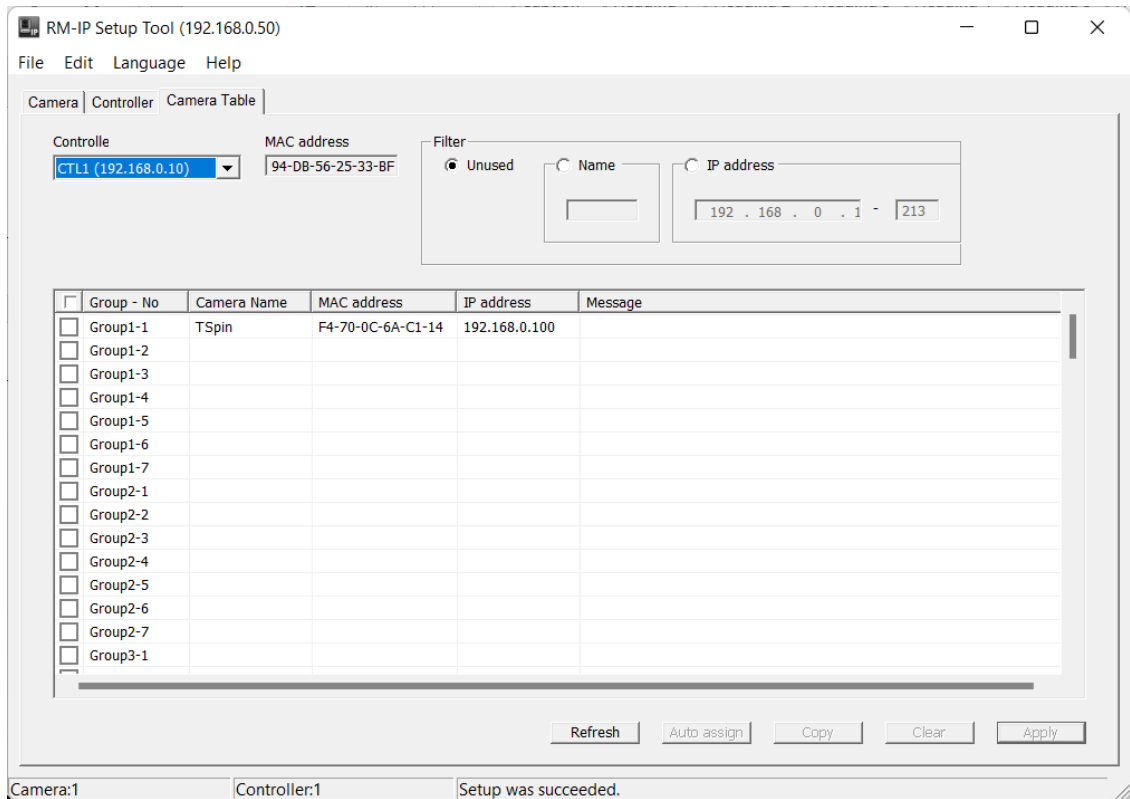 RM-IP Setup Tool (192.168.0.50)
File Edit Language Help
Camera Controller Camera Table
Controlle MAC address Filter
CTL1 (192.168.0.10) 94-DB-56-25-33-BF Unused Name IP address
192 . 168 . 0 . 1 - 213
Group - No Camera Name MAC address IP address Message
Group1-1 TSpin F4-70-0C-6A-C1-14 192.168.0.100
Group1-2
Group1-3
Group1-4
Group1-5
Group1-6
Group1-7
Group2-1
Group2-2
Group2-3
Group2-4
Group2-5
Group2-6
Group2-7
Group3-1
Refresh Auto assign Copy Clear Apply
Camera:1 Controller:1 Setup was succeeded.